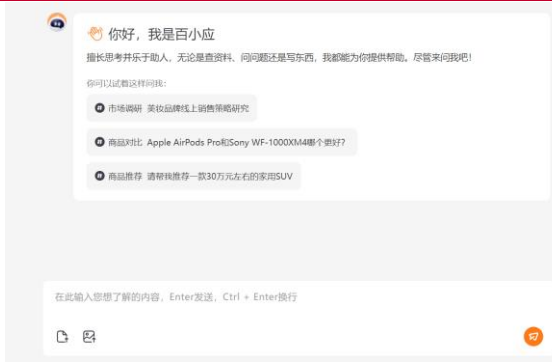 你好，我是百小应
擅长思考并乐于助人，无论是查资料、问问题还是写东西，我都能为你提供帮助。尽管来问我吧！
你可以试着这样问我：
市场调研 美妆品牌线上销售策略研究
商品对比 Apple AirPods Pro和Sony WF-1000XM4哪个更好?
商品推荐 请帮我推荐一款30万元左右的家用SUV
在此输入您想了解的内容，Enter发送，Ctrl + Enter换行